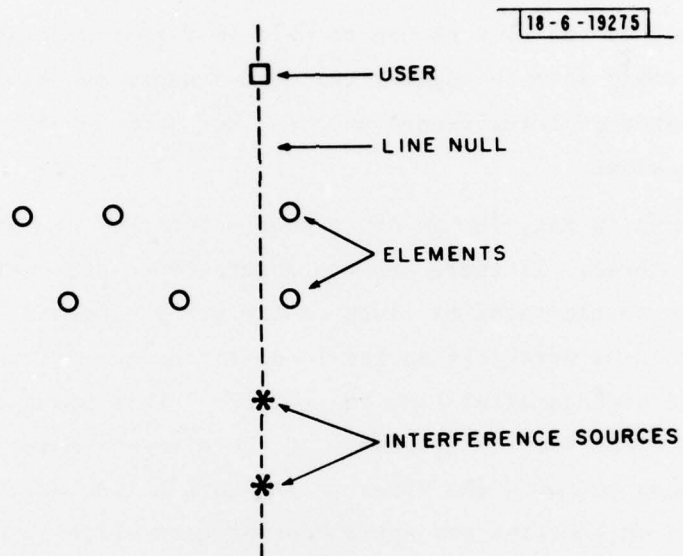 18-6-19275
USER
LINE NULL
ELEMENTS
INTERFERENCE SOURCES